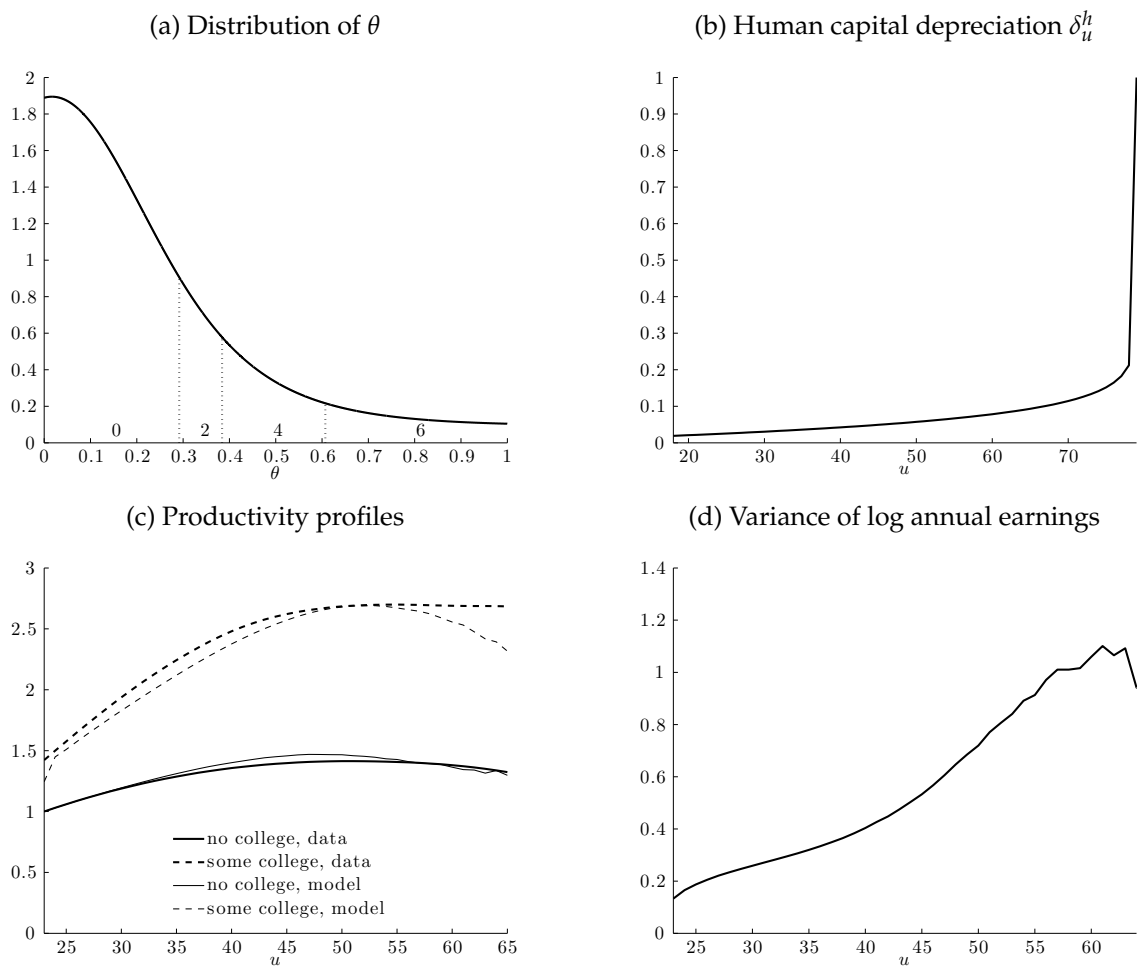 (a) Distribution of θ
2
1.8
1.6
1.4
1.2
1
0.8
0.6
0.4
0.2
0
0 2 4 6
0 0.1 0.2 0.3 0.4 0.5 0.6 0.7 0.8 0.9 1
θ
(b) Human capital depreciation δ_u^h
1
0.9
0.8
0.7
0.6
0.5
0.4
0.3
0.2
0.1
0
20 30 40 50 60 70
u
(c) Productivity profiles
3
2.5
2
1.5
1
0.5
0
no college, data
some college, data
no college, model
some college, model
25 30 35 40 45 50 55 60 65
u
(d) Variance of log annual earnings
1.4
1.2
1
0.8
0.6
0.4
0.2
0
25 30 35 40 45 50 55 60
u